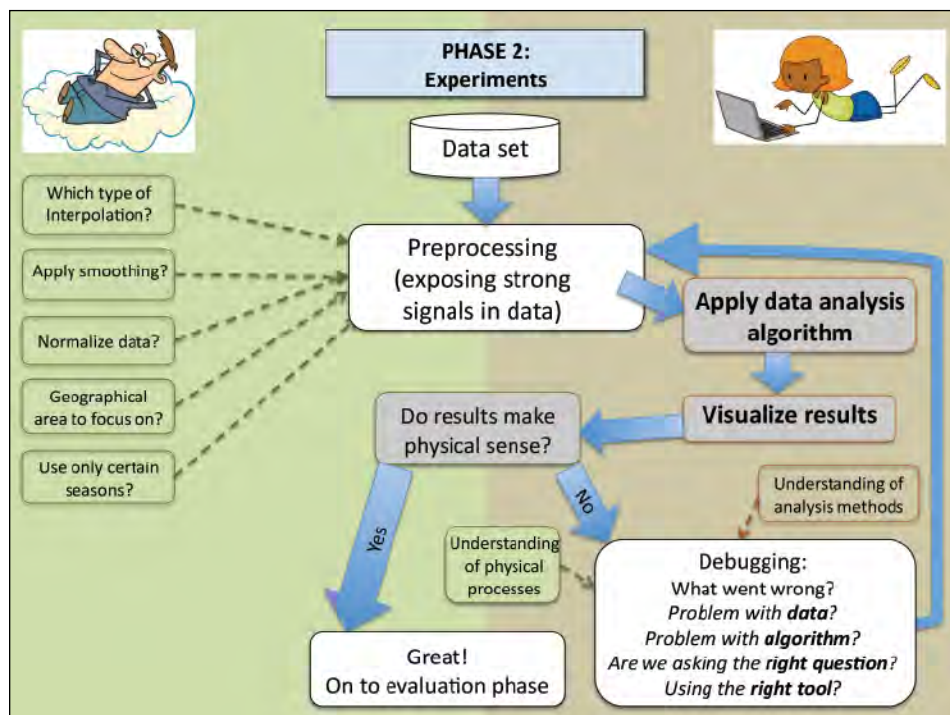 PHASE 2:
Experiments
Data set
Which type of
Interpolation?
Apply smoothing?
Normalize data?
Geographical
area to focus on?
Use only certain
seasons?
Preprocessing
(exposing strong
signals in data)
Apply data analysis
algorithm
Visualize results
Do results make
physical sense?
Yes
No
Understanding of
analysis methods
Understanding
of physical
processes
Debugging:
What went wrong?
Problem with data?
Problem with algorithm?
Are we asking the right question?
Using the right tool?
Great!
On to evaluation phase